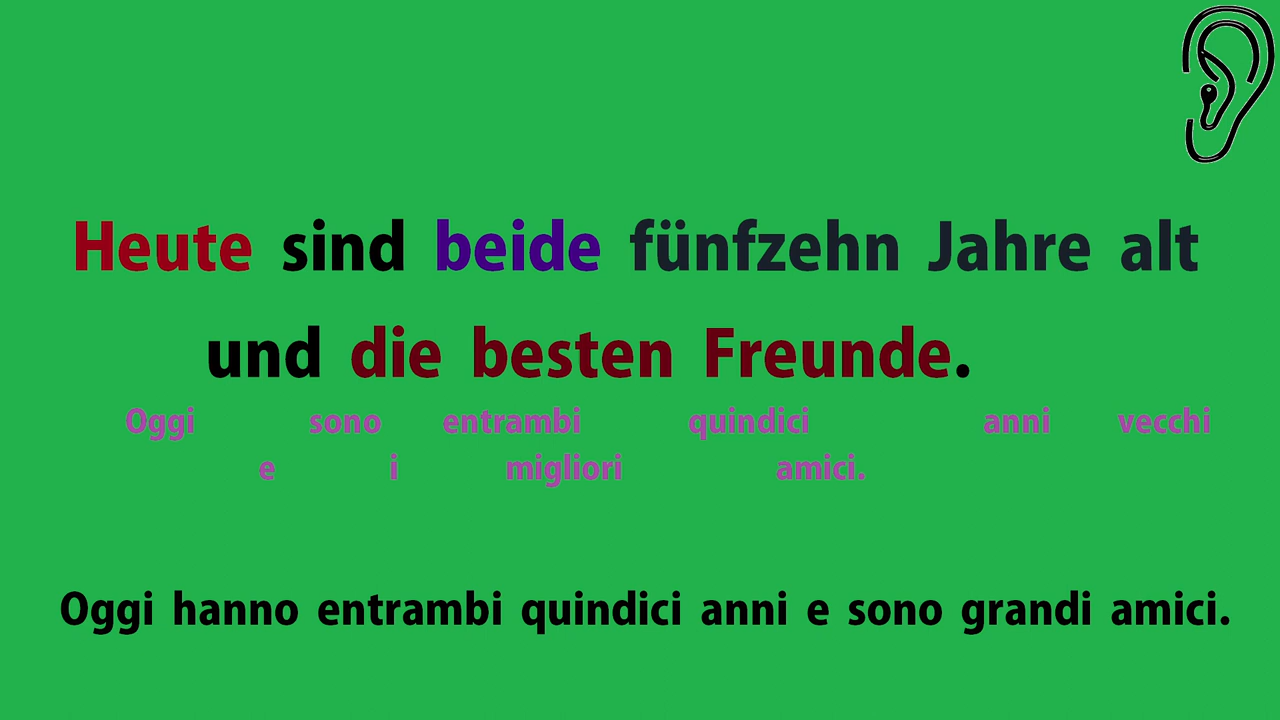 Heute sind beide fünfzehn Jahre alt
und die besten Freunde.
Oggi sono entrambi quindici anni vecchi
e i migliori amici.
Oggi hanno entrambi quindici anni e sono grandi amici.